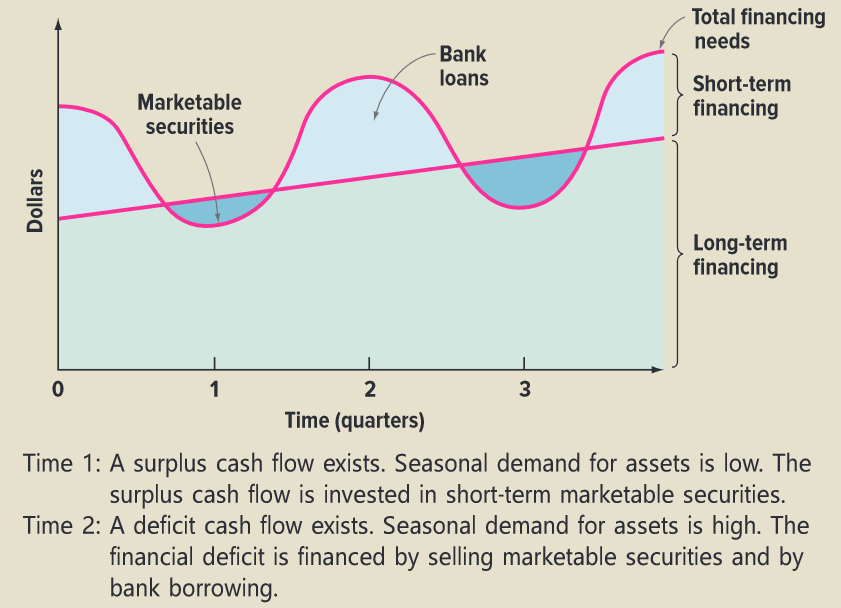 Total financing
needs
Bank
loans
Short-term
financing
Marketable
securities
Dollars
Long-term
financing
0
1
2
3
Time (quarters)
Time 1: A surplus cash flow exists. Seasonal demand for assets is low. The
surplus cash flow is invested in short-term marketable securities.
Time 2: A deficit cash flow exists. Seasonal demand for assets is high. The
financial deficit is financed by selling marketable securities and by
bank borrowing.